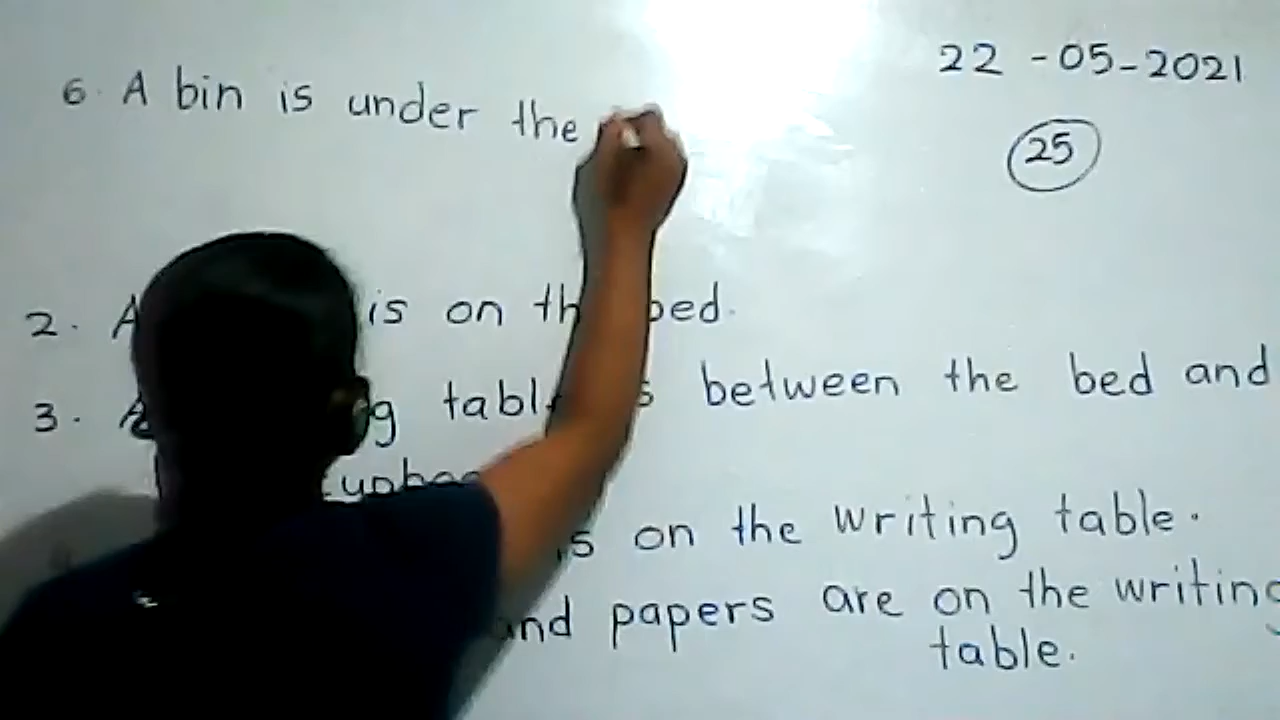 22 -05-2021
25
6. A bin is under the
2. A is on the bed.
3. A table between the bed and
is on the writing table.
and papers are on the writing
table.